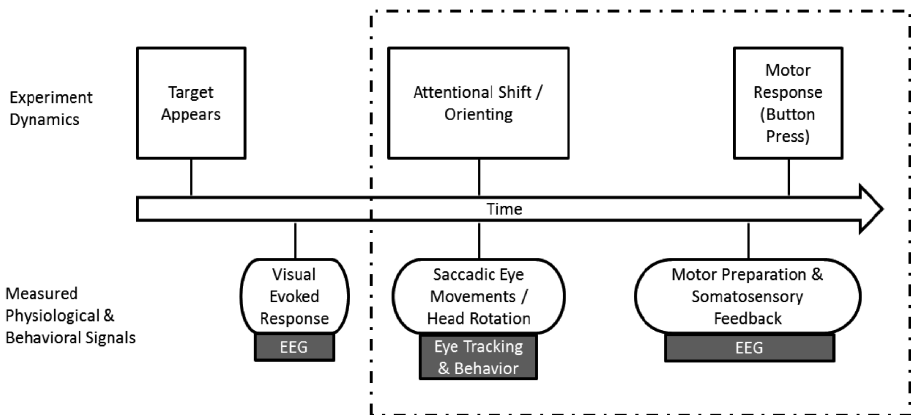 Experiment
Dynamics
Target
Appears
Attentional Shift /
Orienting
Motor
Response
(Button
Press)
Time
Measured
Physiological &
Behavioral Signals
Visual
Evoked
Response
EEG
Saccadic Eye
Movements /
Head Rotation
Eye Tracking
& Behavior
Motor Preparation &
Somatosensory
Feedback
EEG